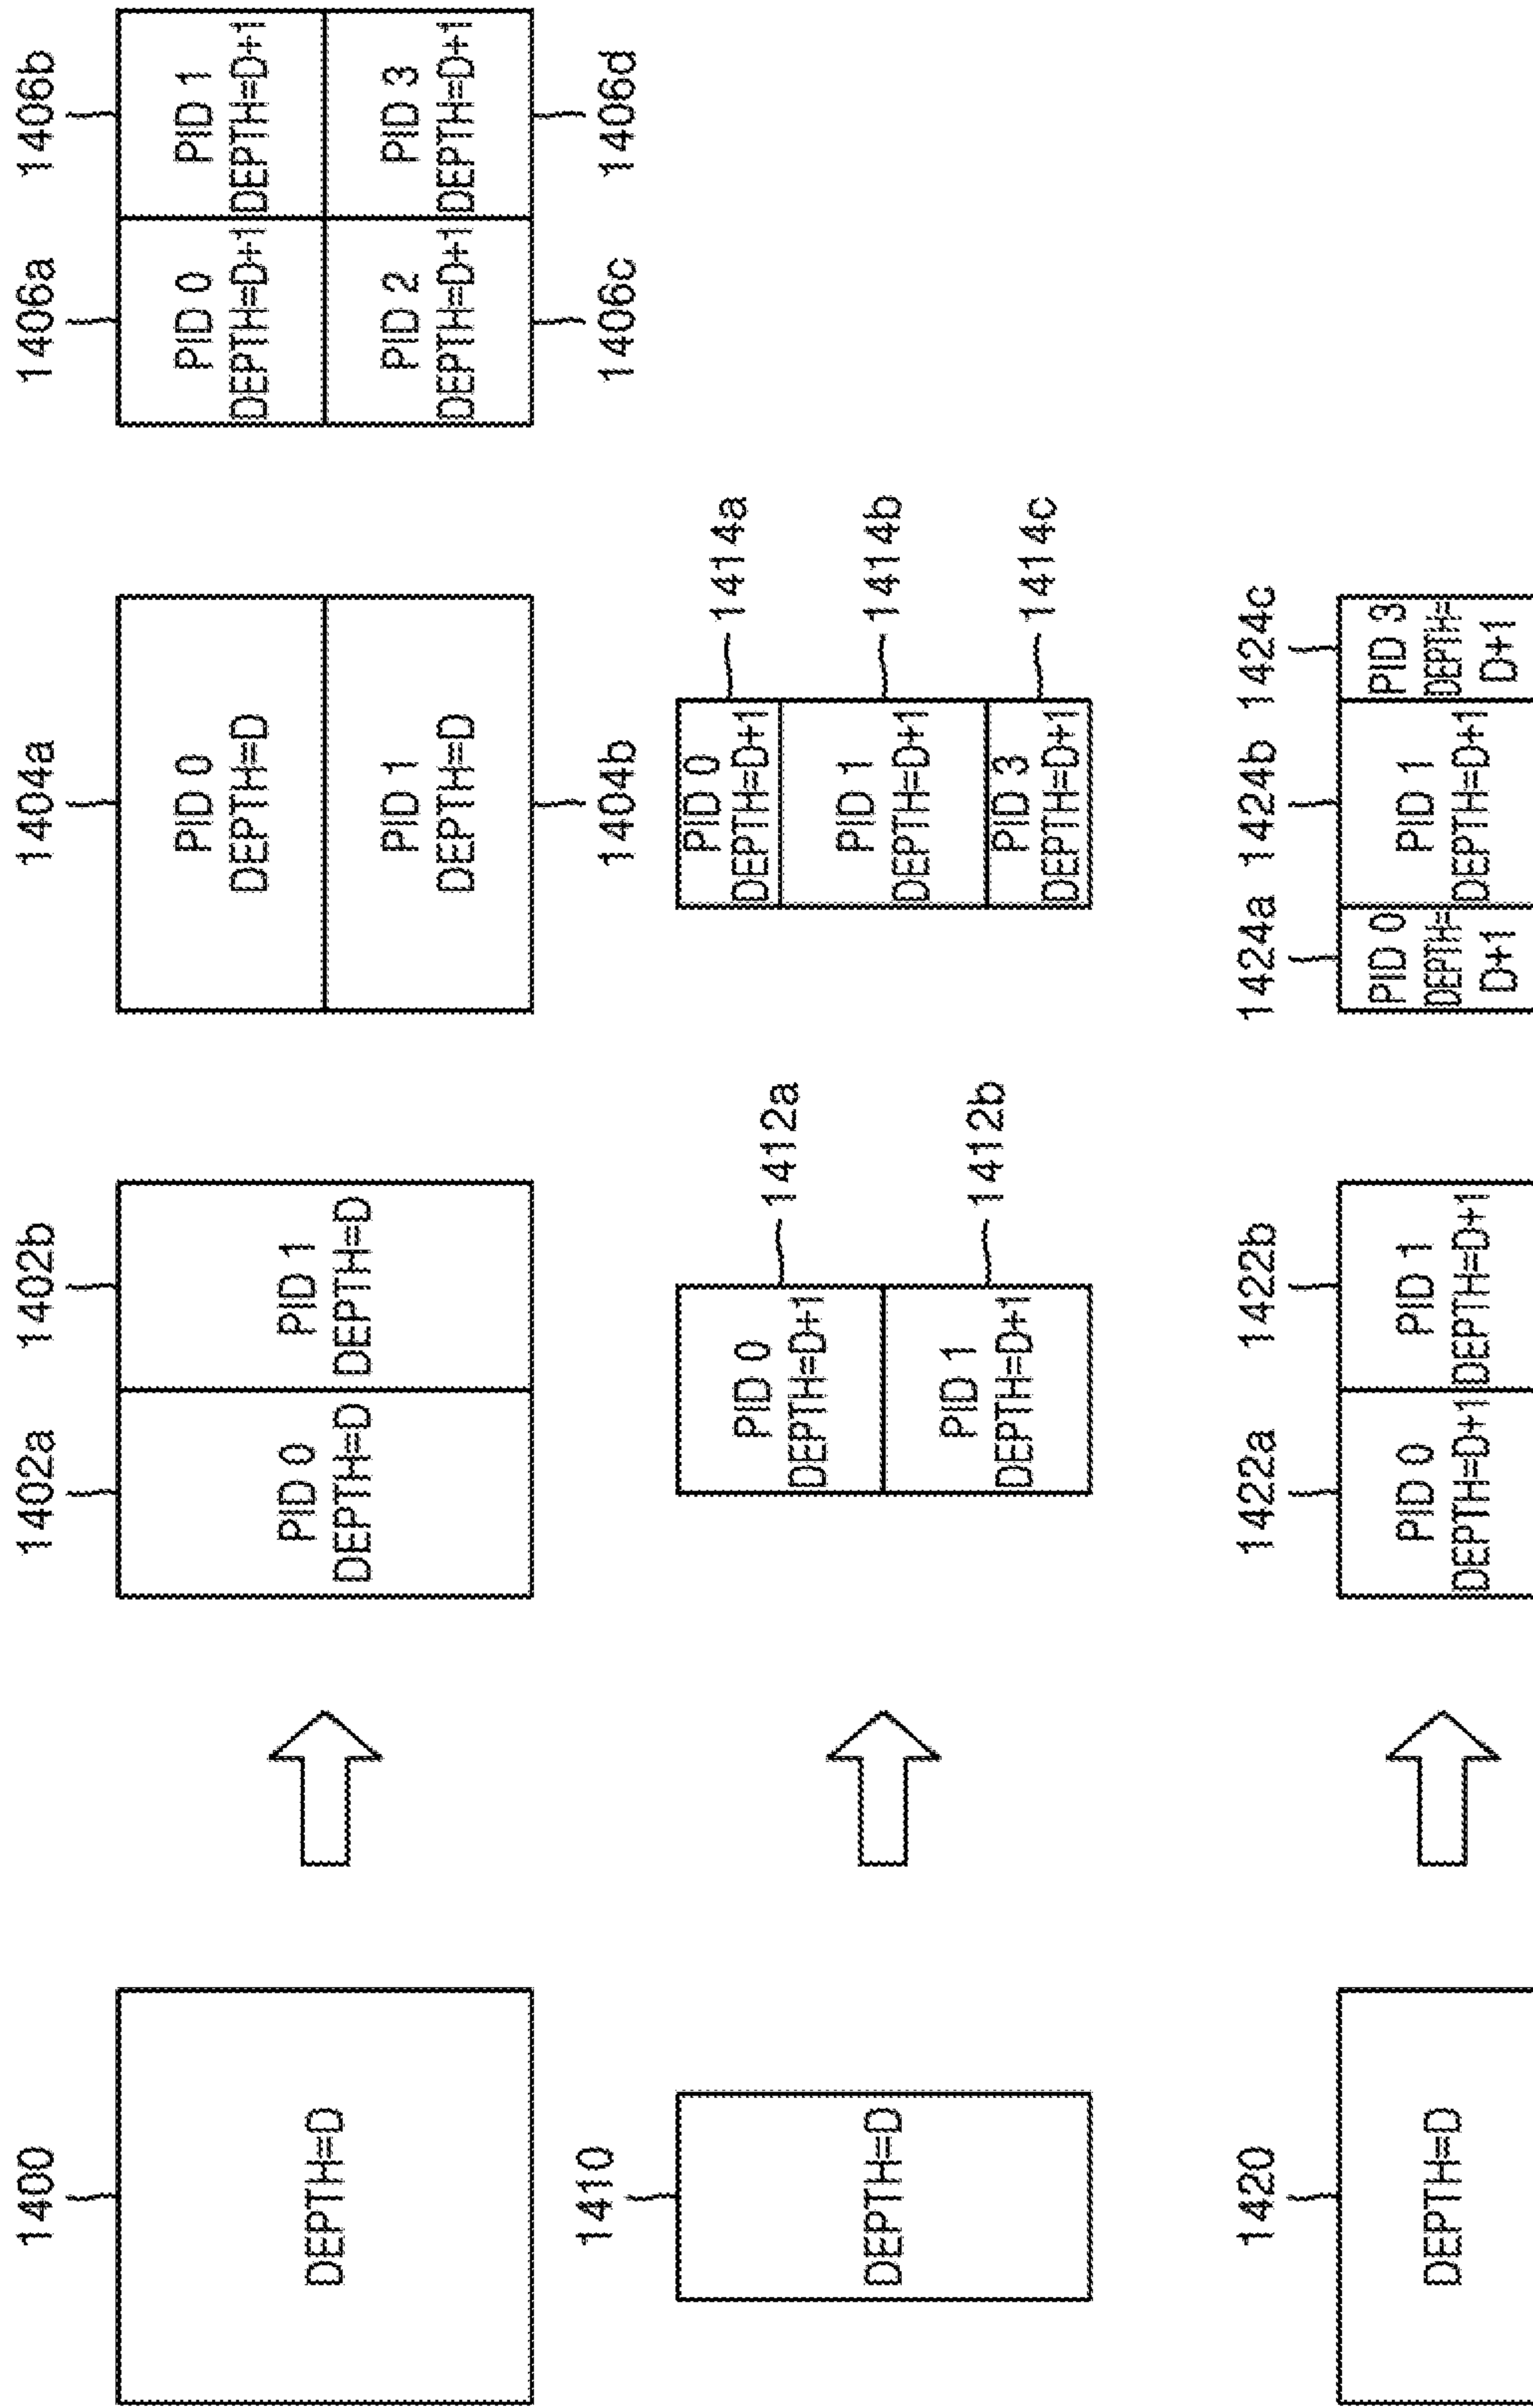 1400
1402a
1402b
1404a
1406a
1406b
DEPTH=D
PID 0
DEPTH=D
PID 1
DEPTH=D
PID 0
DEPTH=D
PID 1
DEPTH=D
PID 0
DEPTH=D+1
PID 1
DEPTH=D+1
PID 2
DEPTH=D+1
PID 3
DEPTH=D+1
1404b
1406c
1406d
1410
DEPTH=D
PID 0
DEPTH=D+1
1412a
PID 1
DEPTH=D+1
1412b
PID 0
DEPTH=D+1
1414a
PID 1
DEPTH=D+1
1414b
PID 3
DEPTH=D+1
1414c
1420
1422a
1422b
1424a
1424b
1424c
DEPTH=D
PID 0
DEPTH=D+1
PID 1
DEPTH=D+1
PID 0
DEPTH=
D+1
PID 1
DEPTH=D+1
PID 3
DEPTH=
D+1